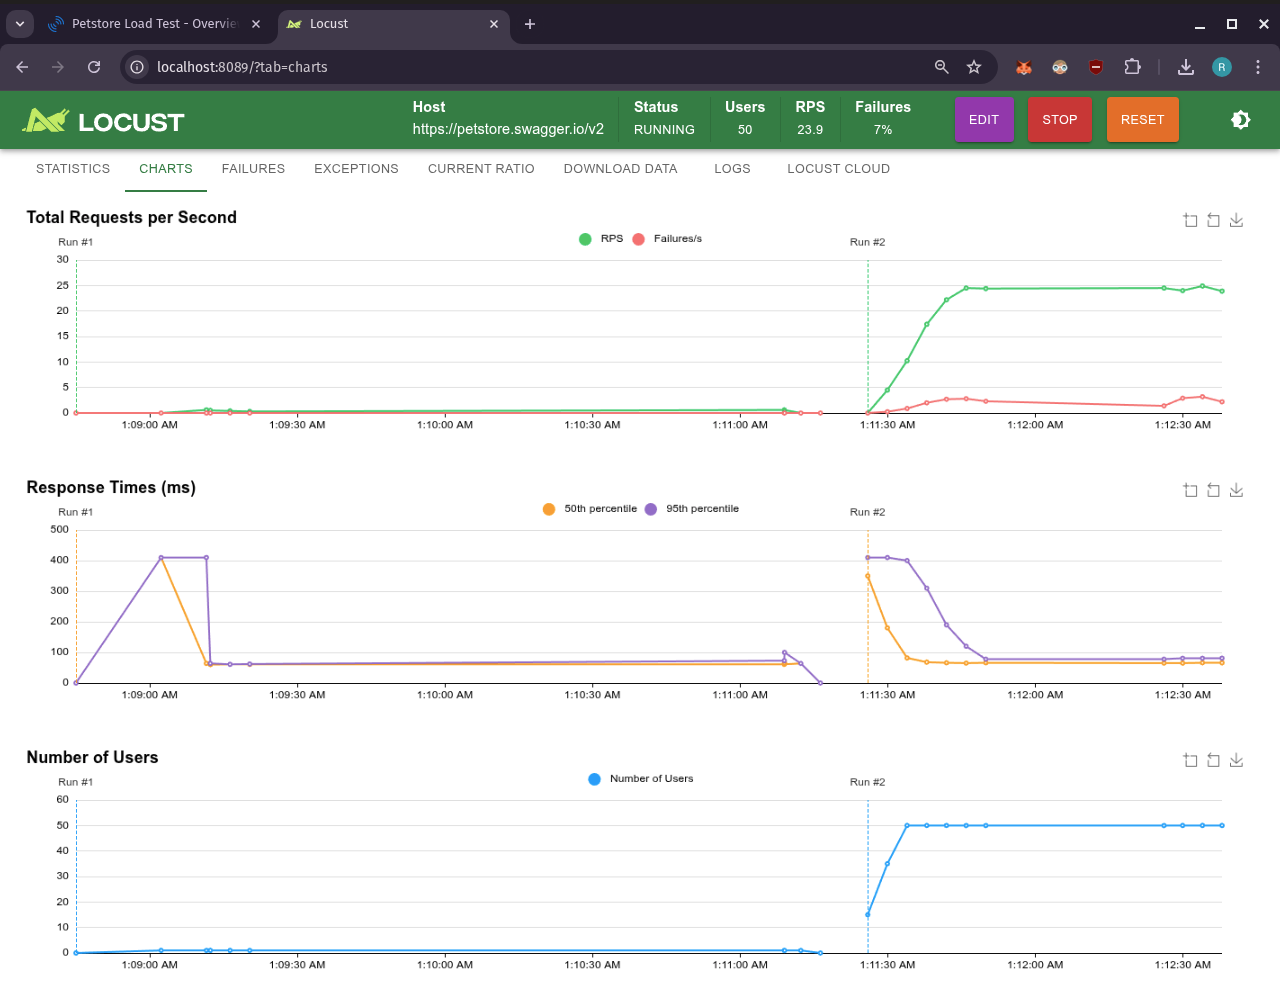 Petstore Load Test - Overvie
Locust
localhost:8089/?tab=charts
R
LOCUST
Host
https://petstore.swagger.io/v2
Status
RUNNING
Users
50
RPS
23.9
Failures
7%
EDIT
STOP
RESET
STATISTICS
CHARTS
FAILURES
EXCEPTIONS
CURRENT RATIO
DOWNLOAD DATA
LOGS
LOCUST CLOUD
Total Requests per Second
RPS Failures/s
Run #1
Run #2
30
25
20
15
10
5
0
1:09:00 AM 1:09:30 AM 1:10:00 AM 1:10:30 AM 1:11:00 AM 1:11:30 AM 1:12:00 AM 1:12:30 AM
Response Times (ms)
50th percentile 95th percentile
Run #1
Run #2
500
400
300
200
100
0
1:09:00 AM 1:09:30 AM 1:10:00 AM 1:10:30 AM 1:11:00 AM 1:11:30 AM 1:12:00 AM 1:12:30 AM
Number of Users
Number of Users
Run #1
Run #2
60
50
40
30
20
10
0
1:09:00 AM 1:09:30 AM 1:10:00 AM 1:10:30 AM 1:11:00 AM 1:11:30 AM 1:12:00 AM 1:12:30 AM